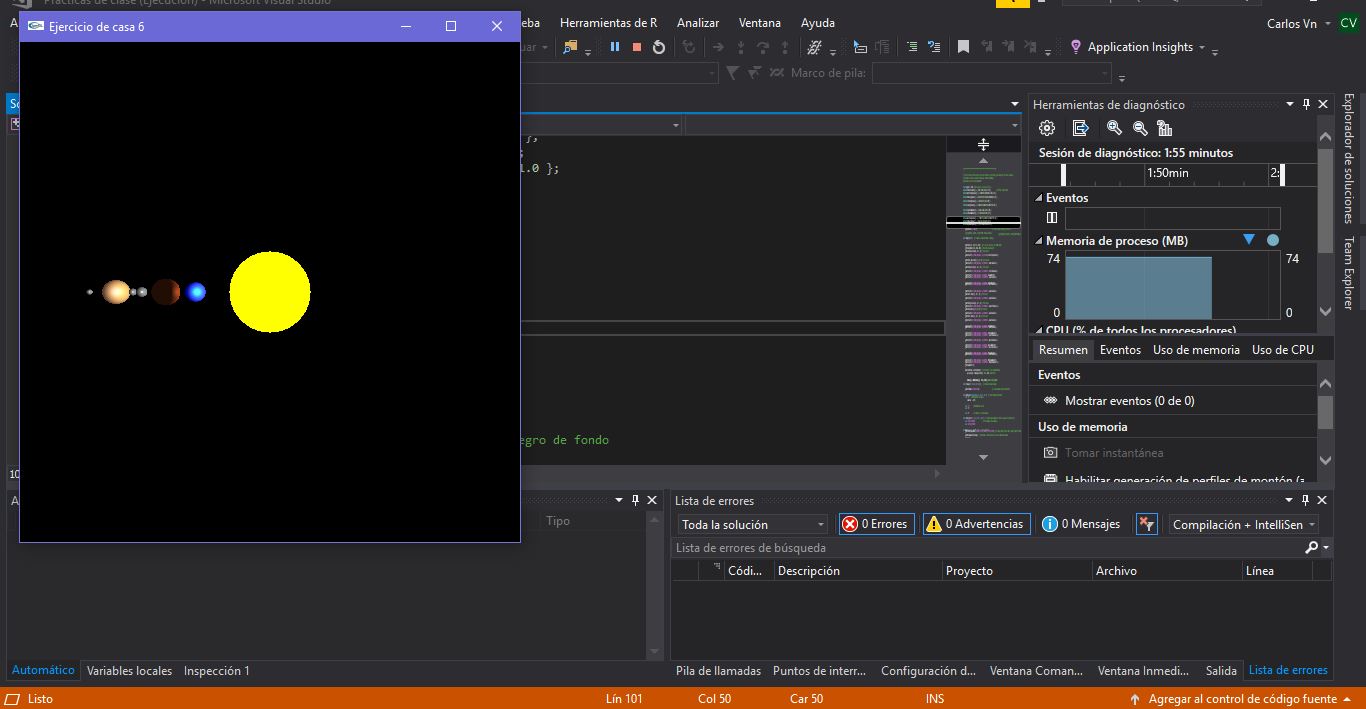 Prácticas de clase (Ejecución) - Microsoft Visual Studio
Ejercicio de casa 6
eba Herramientas de R Analizar Ventana Ayuda
Carlos Vn CV
uar
Application Insights
Marco de pila:
Herramientas de diagnóstico
Sesión de diagnóstico: 1:55 minutos
1:50min 2:
Eventos
Memoria de proceso (MB)
74 74
0 0
CPU (% de todos los procesadores)
Resumen Eventos Uso de memoria Uso de CPU
Eventos
Mostrar eventos (0 de 0)
Uso de memoria
Tomar instantánea
Habilitar generación de perfiles de montón (a
Explorador de soluciones
Team Explorer
So
};
;
1.0 };
egro de fondo
10
A
Tipo
Automático Variables locales Inspección 1
Lista de errores
Toda la solución 0 Errores 0 Advertencias 0 Mensajes Compilación + IntelliSen
Lista de errores de búsqueda
Códi... Descripción Proyecto Archivo Línea
Pila de llamadas Puntos de interr... Configuración d... Ventana Coman... Ventana Inmedi... Salida Lista de errores
Listo Lín 101 Col 50 Car 50 INS Agregar al control de código fuente